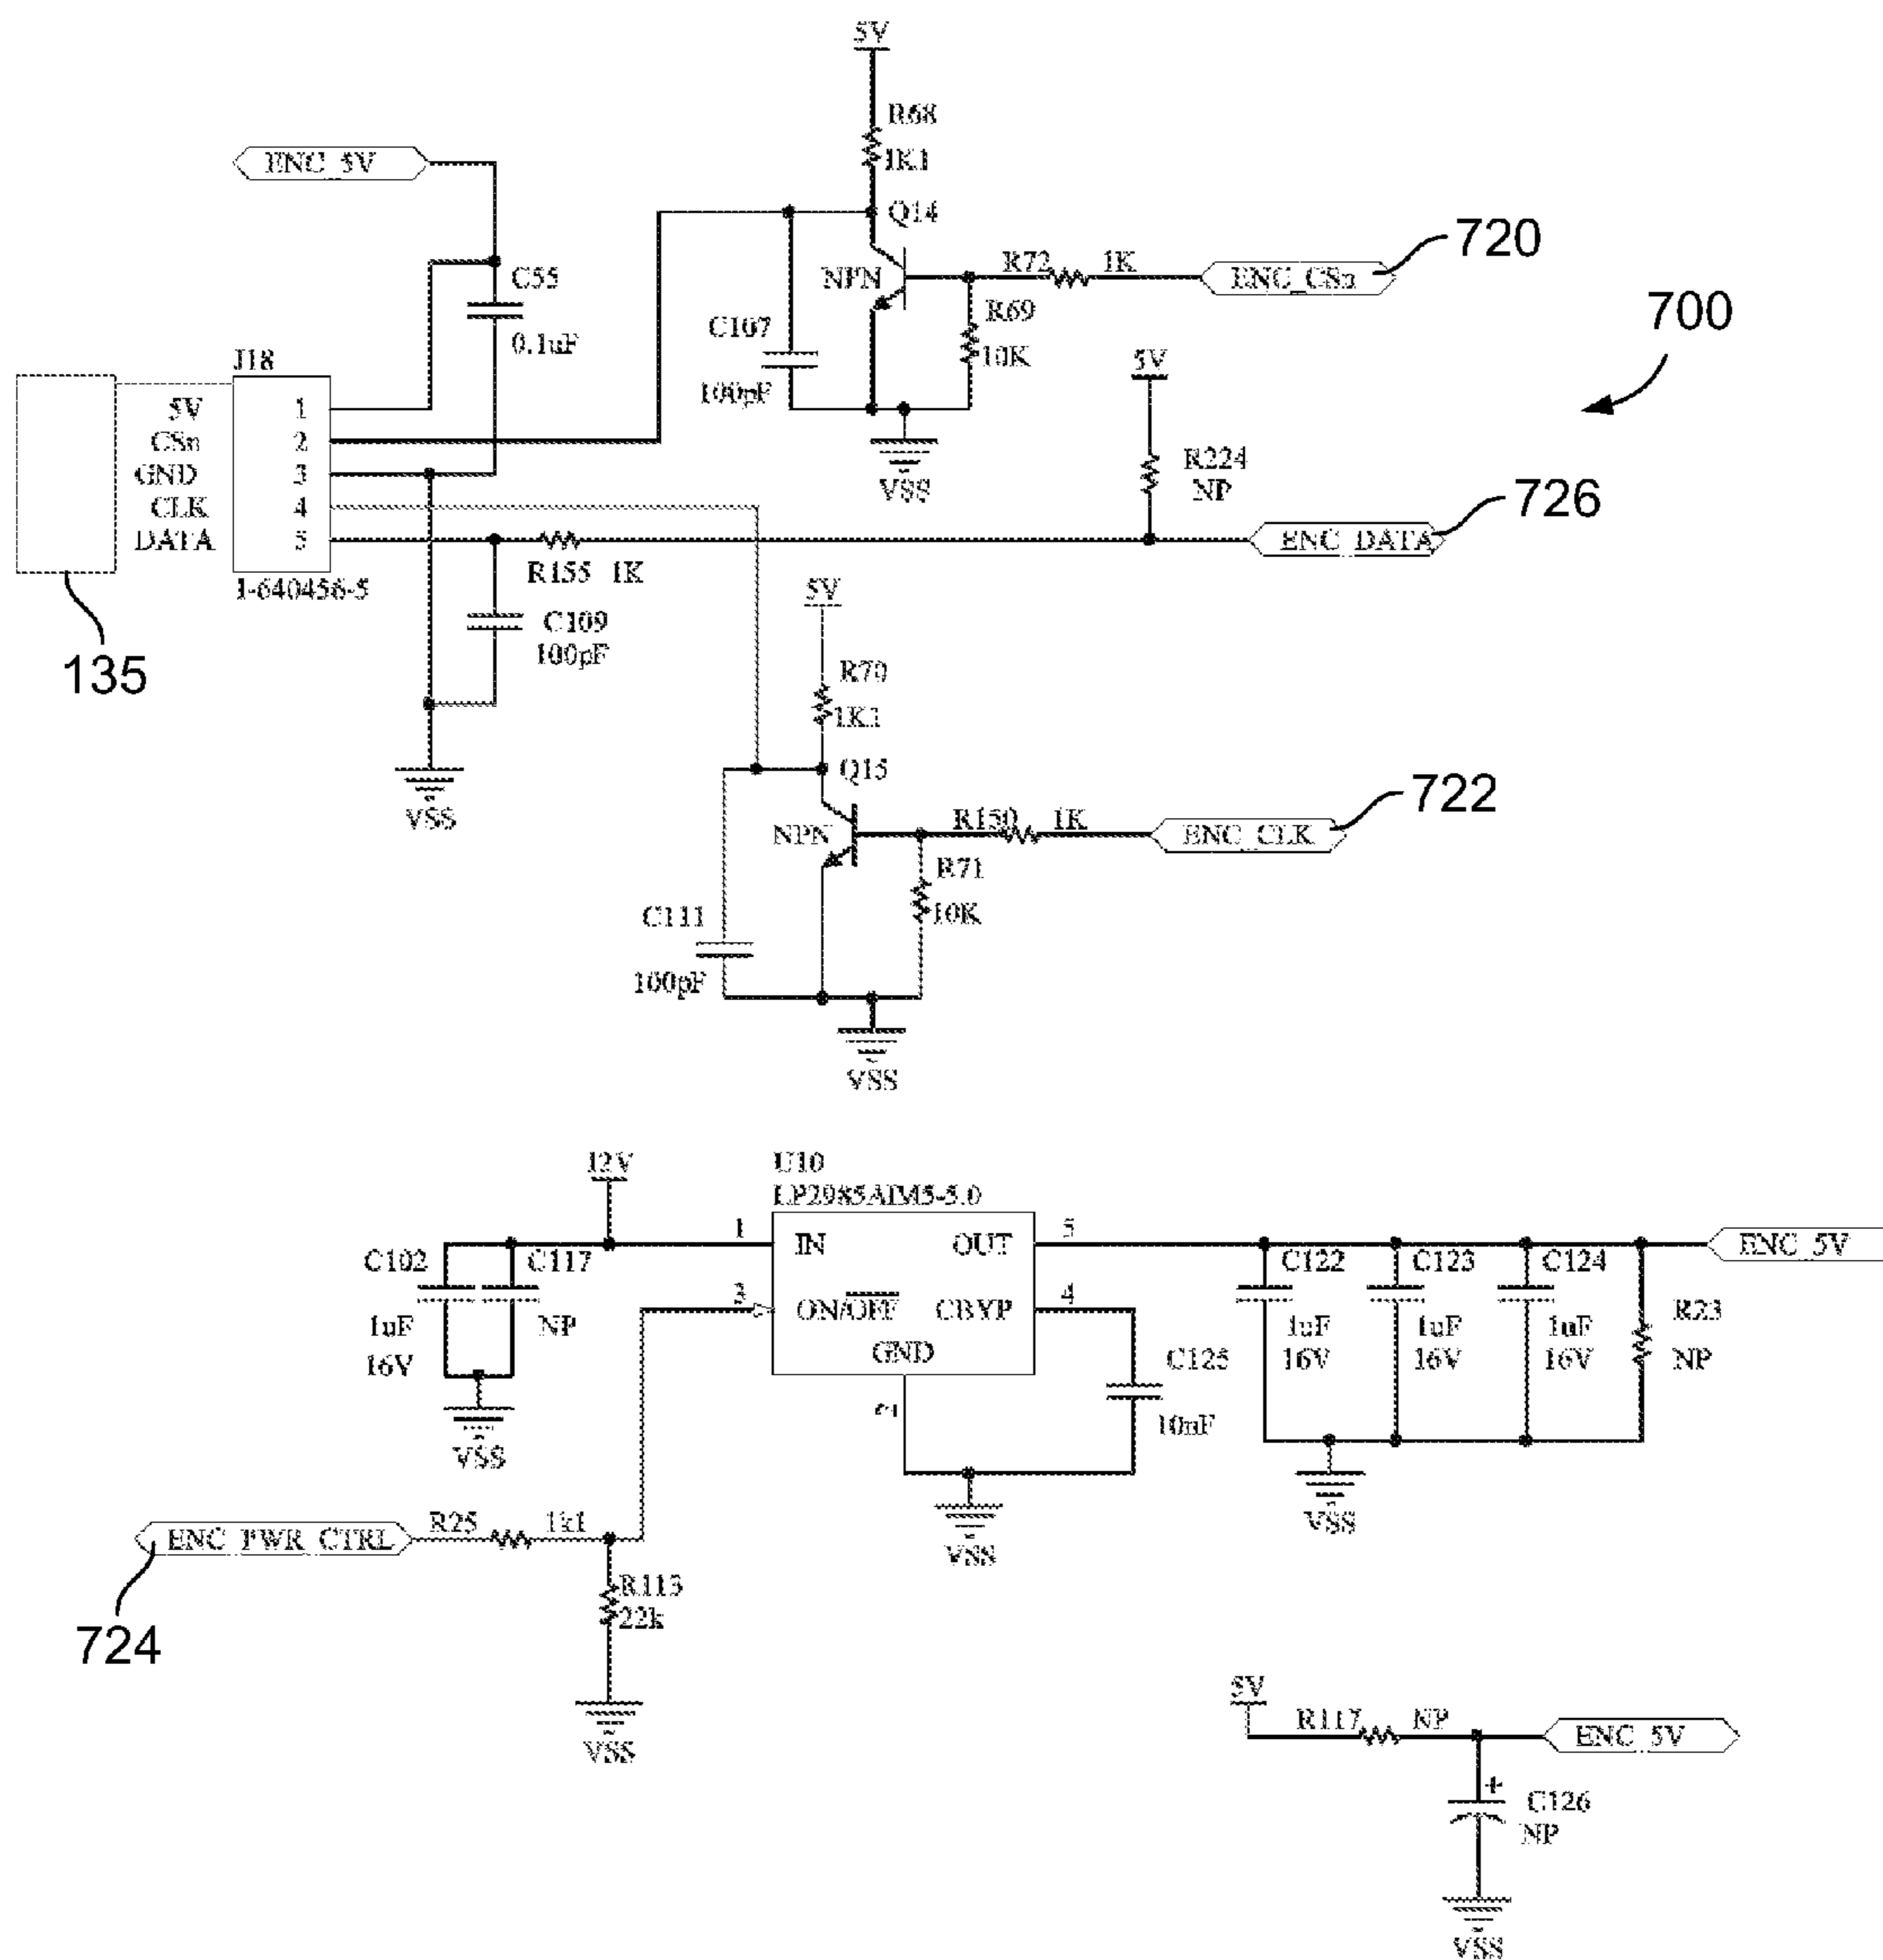 5V
R68
1K1
ENC_5V
Q14
720
C55
NPN
R72 1K
ENC_CSn
0.1uF
C107
R69
10K
700
100pF
5V
J18
5V 1
CSn 2
GND 3
CLK 4
DATA 5
VSS
R224
NP
726
ENC_DATA
1-640456-5
R155 1K
5V
C109
100pF
135
R70
1K1
VSS
Q15
722
NPN
R150 1K
ENC_CLK
R71
10K
C111
100pF
VSS
12V
U10
LP2985AIM5-5.0
1 IN OUT 5
ENC_5V
C102 C117
C122 C123 C124
3 ON/OFF CBYP 4
R23
1uF NP
1uF 1uF 1uF
16V
16V 16V 16V NP
GND
C125
2
10nF
VSS
VSS
VSS
ENC_PWR_CTRL
R25 1k1
R113
22k
724
VSS
5V
R117 NP
ENC_5V
+
C126
NP
VSS